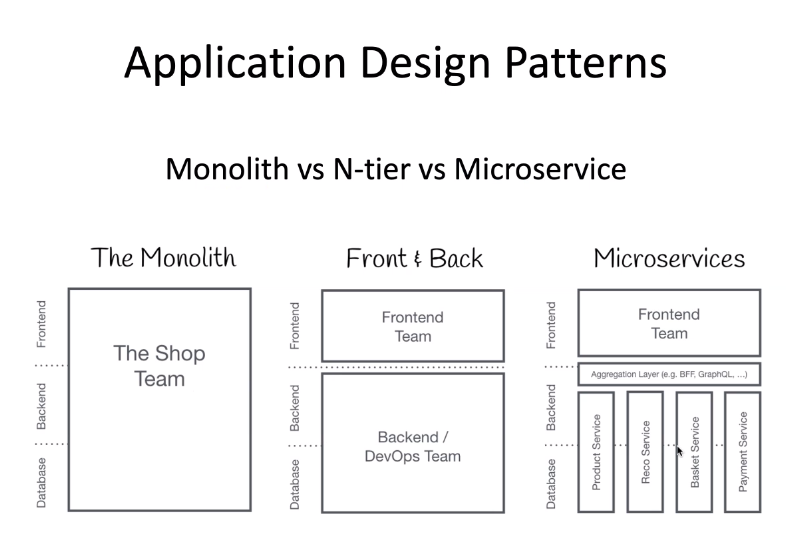 Application Design Patterns
Monolith vs N-tier vs Microservice
The Monolith
Frontend
Backend
Database
The Shop
Team
Front & Back
Frontend
Backend
Database
Frontend
Team
Backend /
DevOps Team
Microservices
Frontend
Backend
Database
Frontend
Team
Aggregation Layer (e.g. BFF, GraphQL, ...)
Product Service
Reco Service
Basket Service
Payment Service